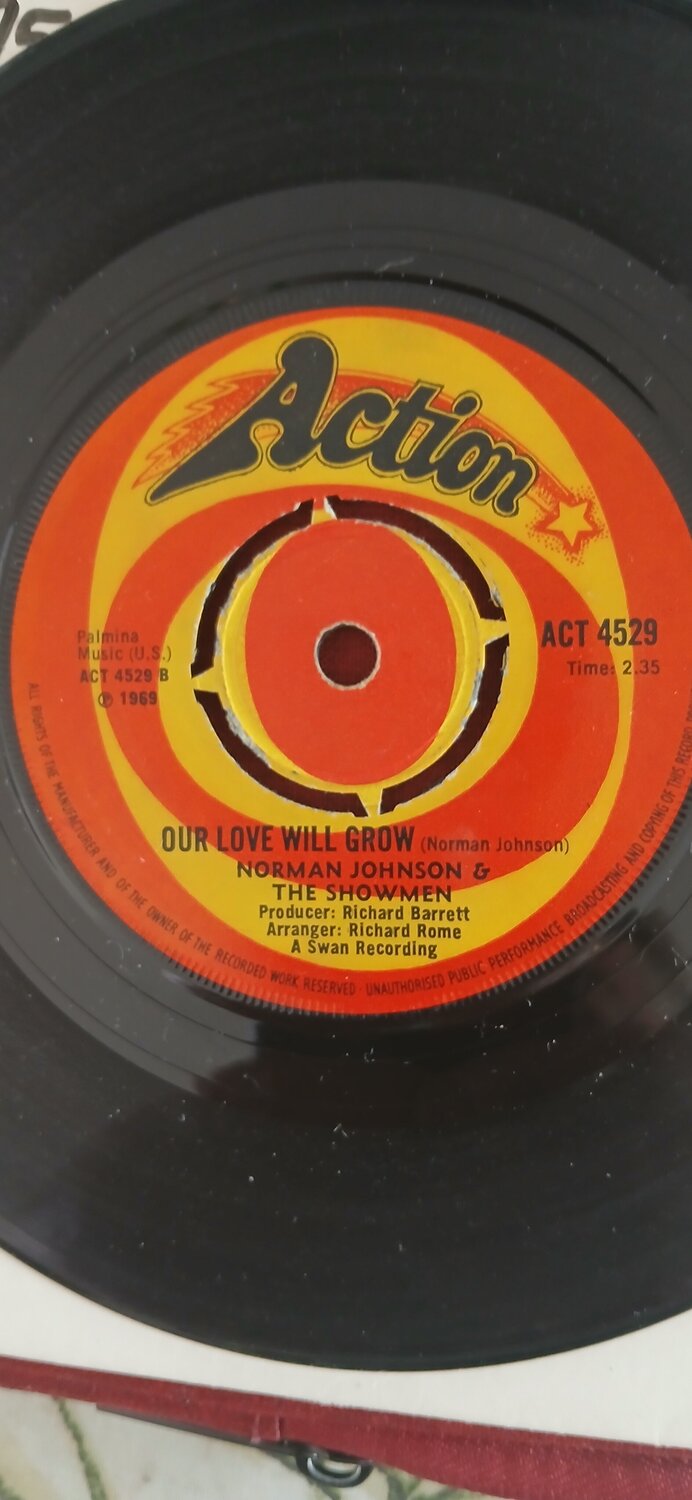 Action
Palmina
Music (U.S.)
ACT 4529 B
℗ 1969
ACT 4529
Time: 2.35
OUR LOVE WILL GROW (Norman Johnson)
NORMAN JOHNSON &
THE SHOWMEN
Producer: Richard Barrett
Arranger: Richard Rome
A Swan Recording
ALL RIGHTS OF THE MANUFACTURER AND OF THE OWNER OF THE RECORDED WORK RESERVED · UNAUTHORISED PUBLIC PERFORMANCE BROADCASTING AND COPYING OF THIS RECORD